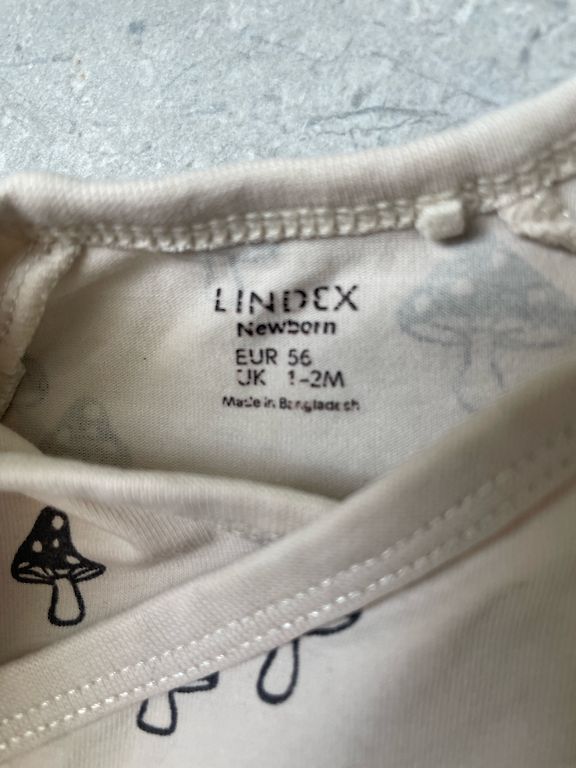 LINDEX
Newborn
EUR 56
UK 1-2M
Made in Bangladesh